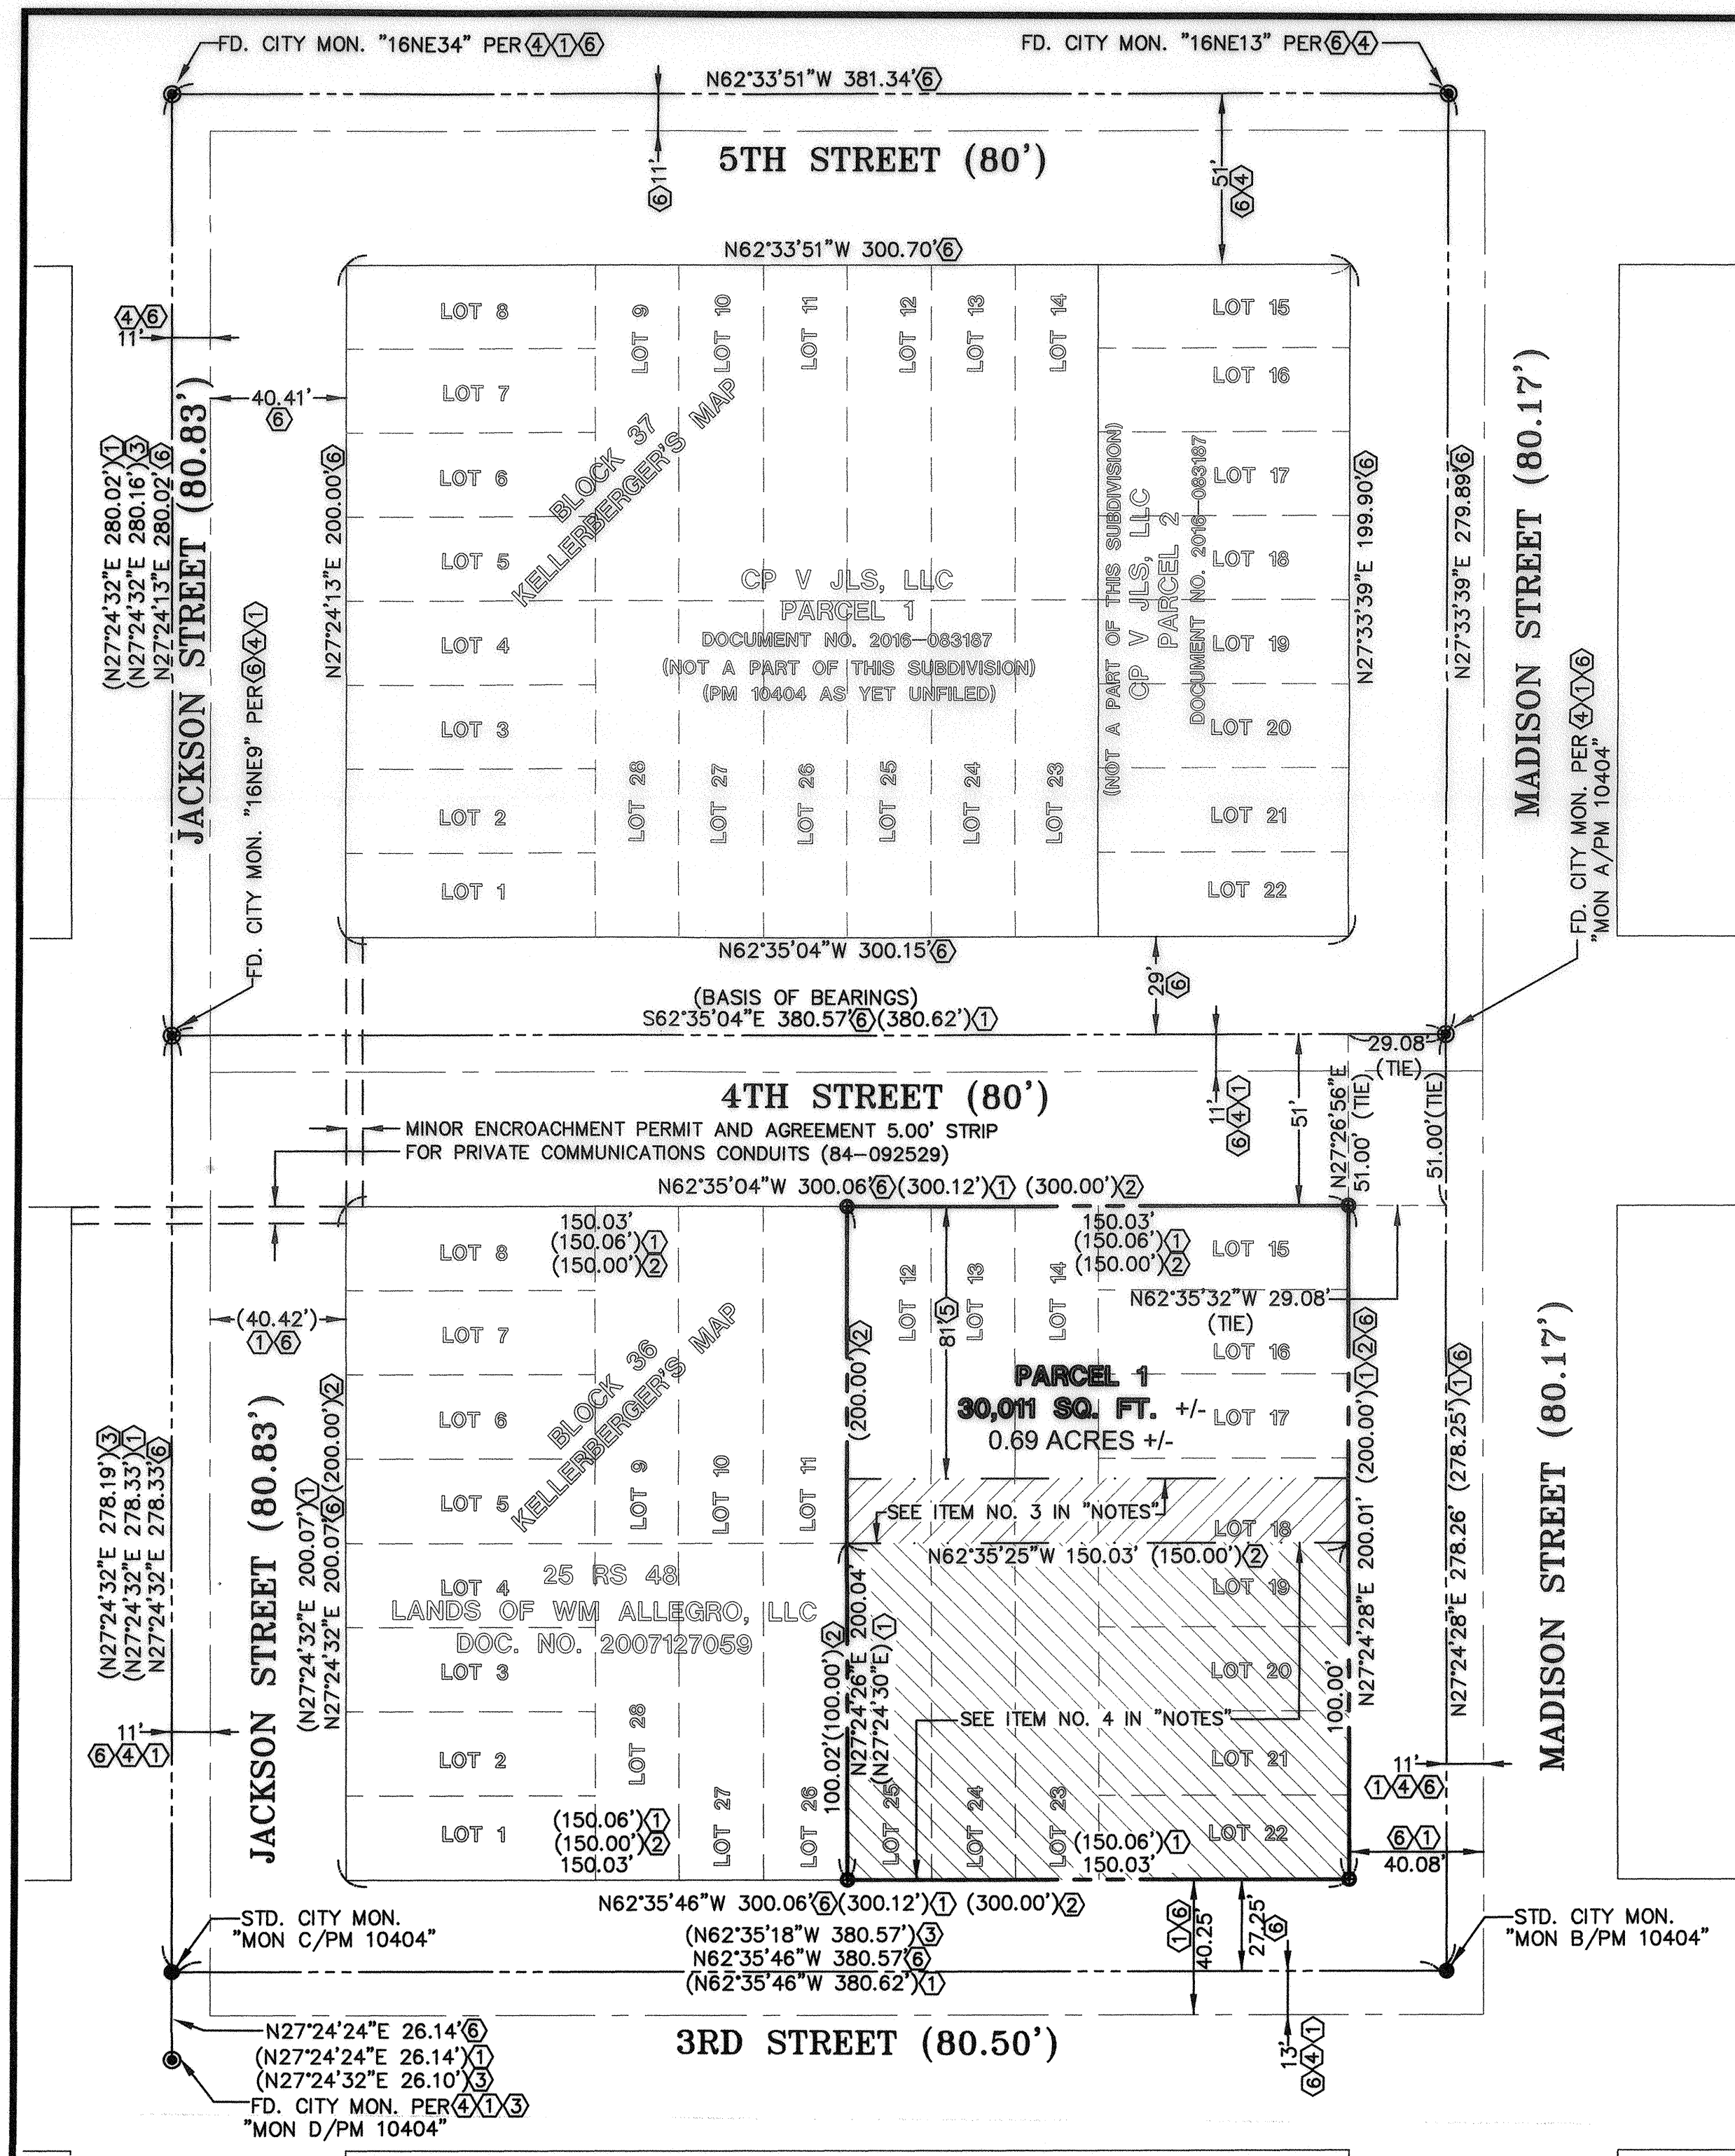 FD. CITY MON. "16NE34" PER 4 1 6
FD. CITY MON. "16NE13" PER 6 4
N62°33'51"W 381.34' 6
5TH STREET (80')
6 11'
51'
6 4
N62°33'51"W 300.70' 6
4 6
11'
40.41'
6
JACKSON STREET (80.83')
(N27°24'32"E 280.02') 1
(N27°24'32"E 280.16') 3
N27°24'13"E 280.02' 6
N27°24'13"E 200.00' 6
FD. CITY MON. "16NE9" PER 6 4 1
LOT 8
LOT 7
LOT 6
LOT 5
LOT 4
LOT 3
LOT 2
LOT 1
LOT 9
LOT 10
LOT 11
LOT 12
LOT 13
LOT 14
LOT 15
LOT 16
LOT 17
LOT 18
LOT 19
LOT 20
LOT 21
LOT 22
LOT 28
LOT 27
LOT 26
LOT 25
LOT 24
LOT 23
BLOCK 37
KELLERBERGER'S MAP
CP V JLS, LLC
PARCEL 1
DOCUMENT NO. 2016-083187
(NOT A PART OF THIS SUBDIVISION)
(PM 10404 AS YET UNFILED)
(NOT A PART OF THIS SUBDIVISION)
CP V JLS, LLC
PARCEL 2
DOCUMENT NO. 2016-083187
N27°33'39"E 199.90' 6
N27°33'39"E 279.89' 6
MADISON STREET (80.17')
FD. CITY MON. PER 4 1 6
"MON A/PM 10404"
N62°35'04"W 300.15' 6
29'
6
(BASIS OF BEARINGS)
S62°35'04"E 380.57' 6 (380.62') 1
29.08'
(TIE)
4TH STREET (80')
11'
6 4 1
51'
N27°26'56"E
51.00' (TIE)
51.00'(TIE)
MINOR ENCROACHMENT PERMIT AND AGREEMENT 5.00' STRIP
FOR PRIVATE COMMUNICATIONS CONDUITS (84-092529)
N62°35'04"W 300.06' 6 (300.12') 1 (300.00') 2
150.03'
(150.06') 1
(150.00') 2
150.03'
(150.06') 1
(150.00') 2
LOT 8
LOT 7
LOT 6
LOT 5
LOT 4
LOT 3
LOT 2
LOT 1
LOT 9
LOT 10
LOT 11
LOT 12
LOT 13
LOT 14
LOT 15
LOT 16
LOT 17
LOT 18
LOT 19
LOT 20
LOT 21
LOT 22
LOT 28
LOT 27
LOT 26
LOT 25
LOT 24
LOT 23
(40.42')
1 6
81' 5
N62°35'32"W 29.08'
(TIE)
BLOCK 36
KELLERBERGER'S MAP
(200.00') 2
PARCEL 1
30,011 SQ. FT. +/-
0.69 ACRES +/-
SEE ITEM NO. 3 IN "NOTES"
N62°35'25"W 150.03' (150.00') 2
25 RS 48
LANDS OF WM ALLEGRO, LLC
DOC. NO. 2007127059
(N27°24'32"E 278.19') 3
(N27°24'32"E 278.33') 1
N27°24'32"E 278.33' 6
JACKSON STREET (80.83')
(N27°24'32"E 200.07') 1
N27°24'32"E 200.07' 6 (200.00') 2
100.02'(100.00') 2
N27°24'26"E 200.04
(N27°24'30"E) 1
SEE ITEM NO. 4 IN "NOTES"
100.00'
N27°24'28"E 200.01' (200.00') 1 2 6
N27°24'28"E 278.26' (278.25') 1 6
MADISON STREET (80.17')
11'
6 4 1
11'
1 4 6
(150.06') 1
(150.00') 2
150.03'
(150.06') 1
150.03'
6 1
40.08'
N62°35'46"W 300.06' 6 (300.12') 1 (300.00') 2
(N62°35'18"W 380.57') 3
N62°35'46"W 380.57' 6
(N62°35'46"W 380.62') 1
1 6
40.25'
27.25'
6
STD. CITY MON.
"MON C/PM 10404"
STD. CITY MON.
"MON B/PM 10404"
13'
6 4 1
3RD STREET (80.50')
N27°24'24"E 26.14' 6
(N27°24'24"E 26.14') 1
(N27°24'32"E 26.10') 3
FD. CITY MON. PER 4 1 3
"MON D/PM 10404"